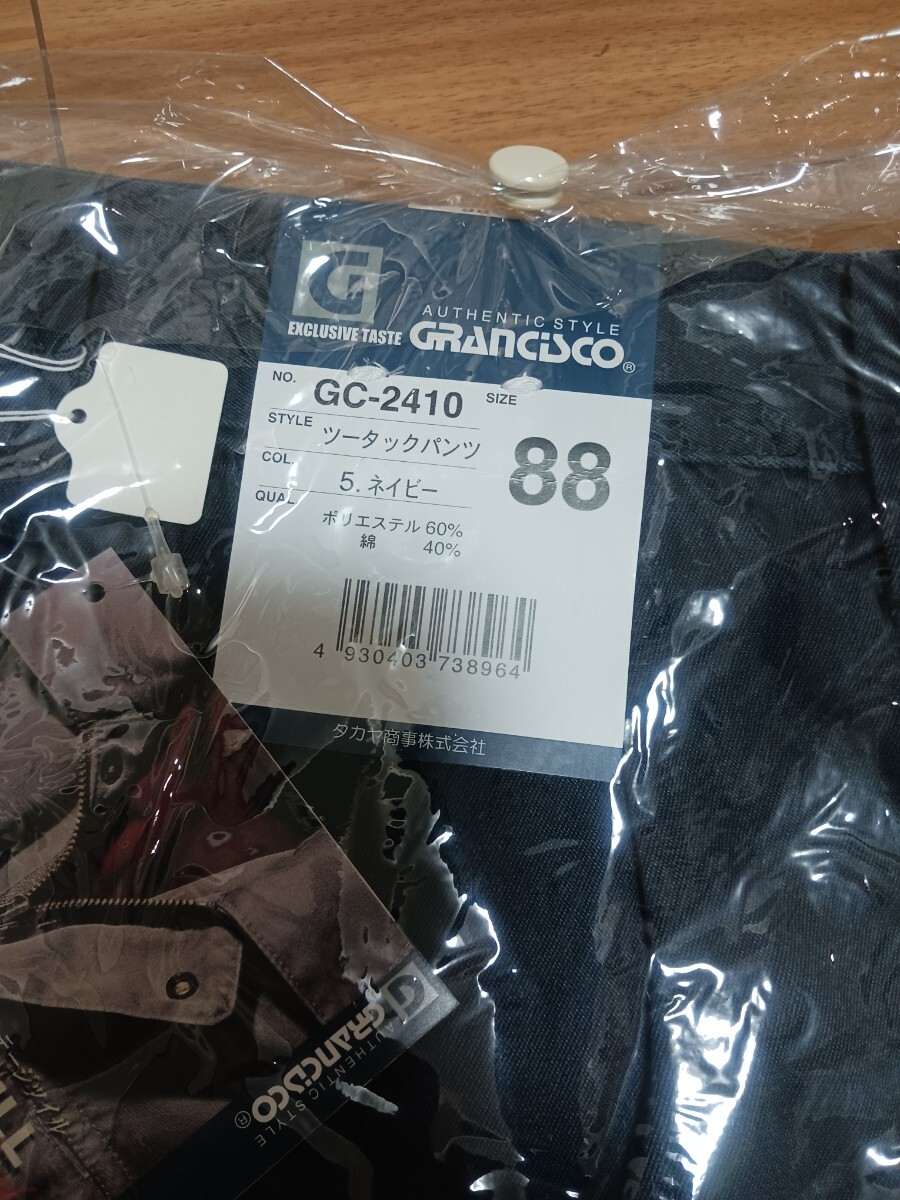 G
EXCLUSIVE TASTE
AUTHENTIC STYLE
GRANCiSCO®
NO. GC-2410
SIZE 88
STYLE ツータックパンツ
COL. 5. ネイビー
QUAL ポリエステル 60%
綿 40%
4 930403 738964
タカヤ商事株式会社
G GRANCiSCO®
AUTHENTIC STYLE